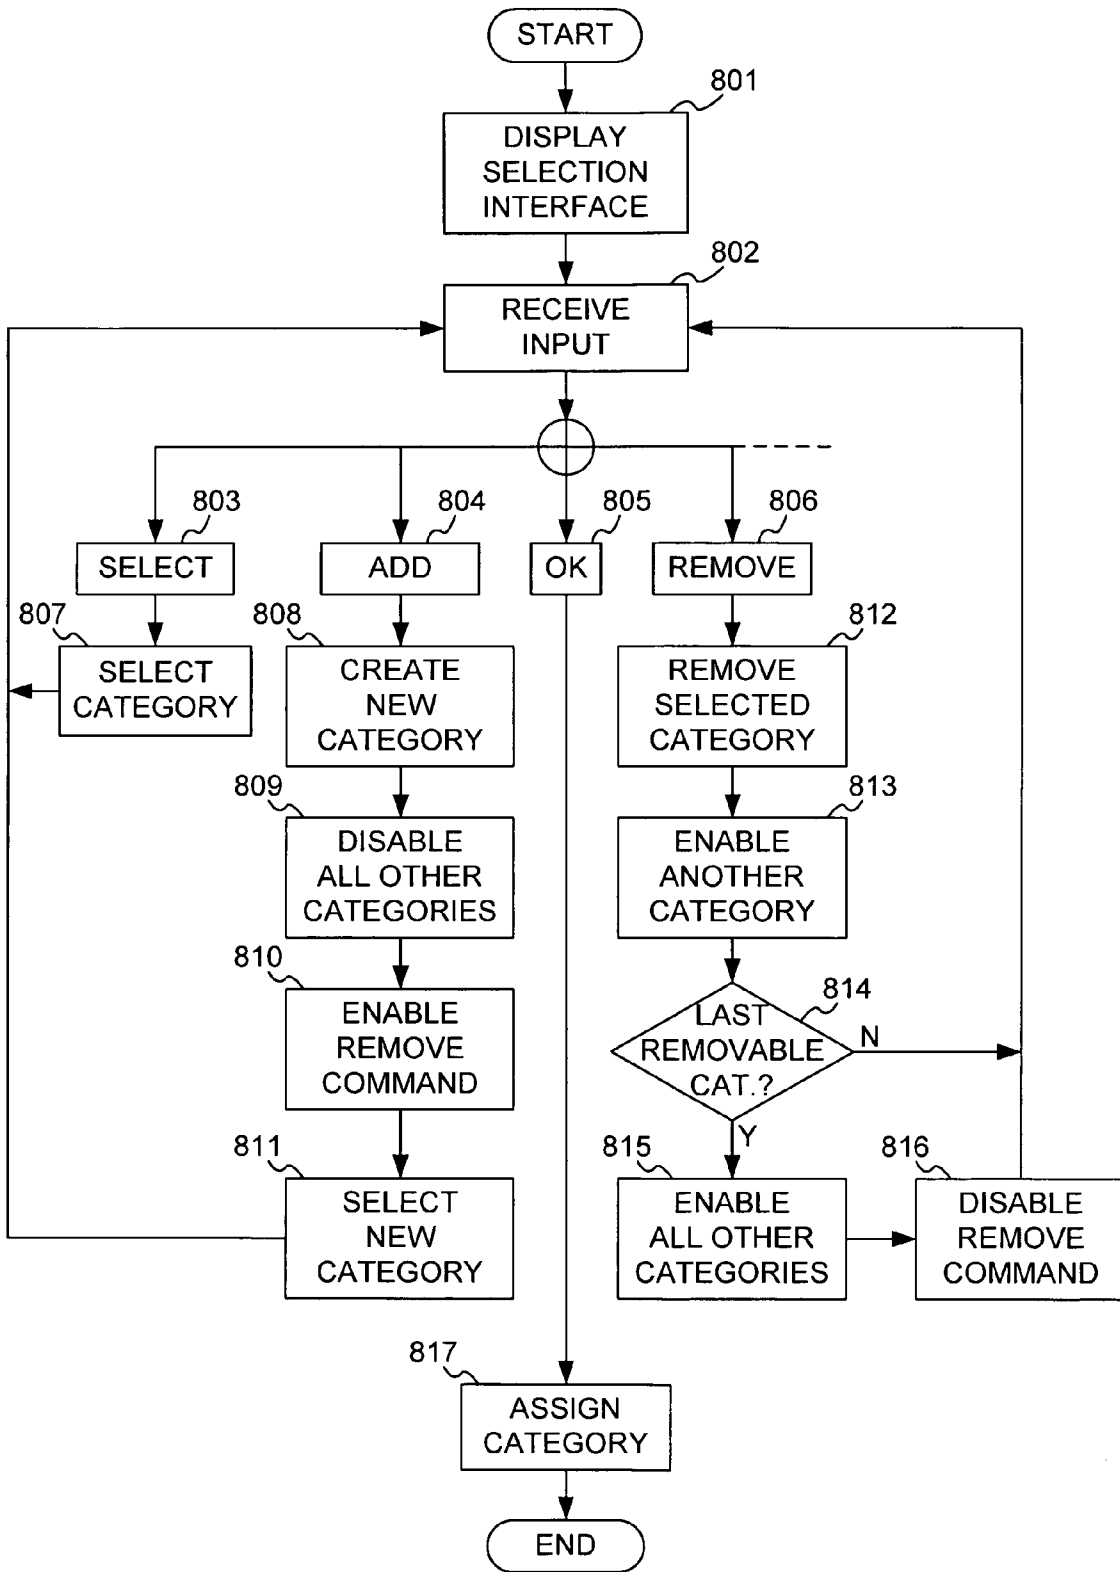 START
801
DISPLAY
SELECTION
INTERFACE
802
RECEIVE
INPUT
803
SELECT
804
ADD
805
OK
806
REMOVE
807
SELECT
CATEGORY
808
CREATE
NEW
CATEGORY
812
REMOVE
SELECTED
CATEGORY
809
DISABLE
ALL OTHER
CATEGORIES
813
ENABLE
ANOTHER
CATEGORY
810
ENABLE
REMOVE
COMMAND
814
LAST
REMOVABLE
CAT.?
N
Y
811
SELECT
NEW
CATEGORY
815
ENABLE
ALL OTHER
CATEGORIES
816
DISABLE
REMOVE
COMMAND
817
ASSIGN
CATEGORY
END